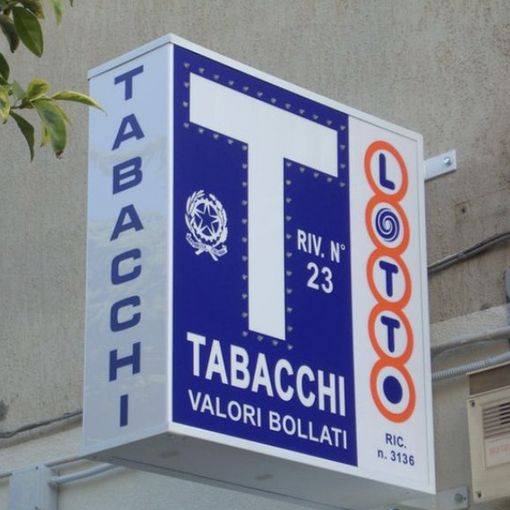 TABACCHI
T
RIV. N°
23
TABACCHI
VALORI BOLLATI
LOTTO
RIC.
n. 3136